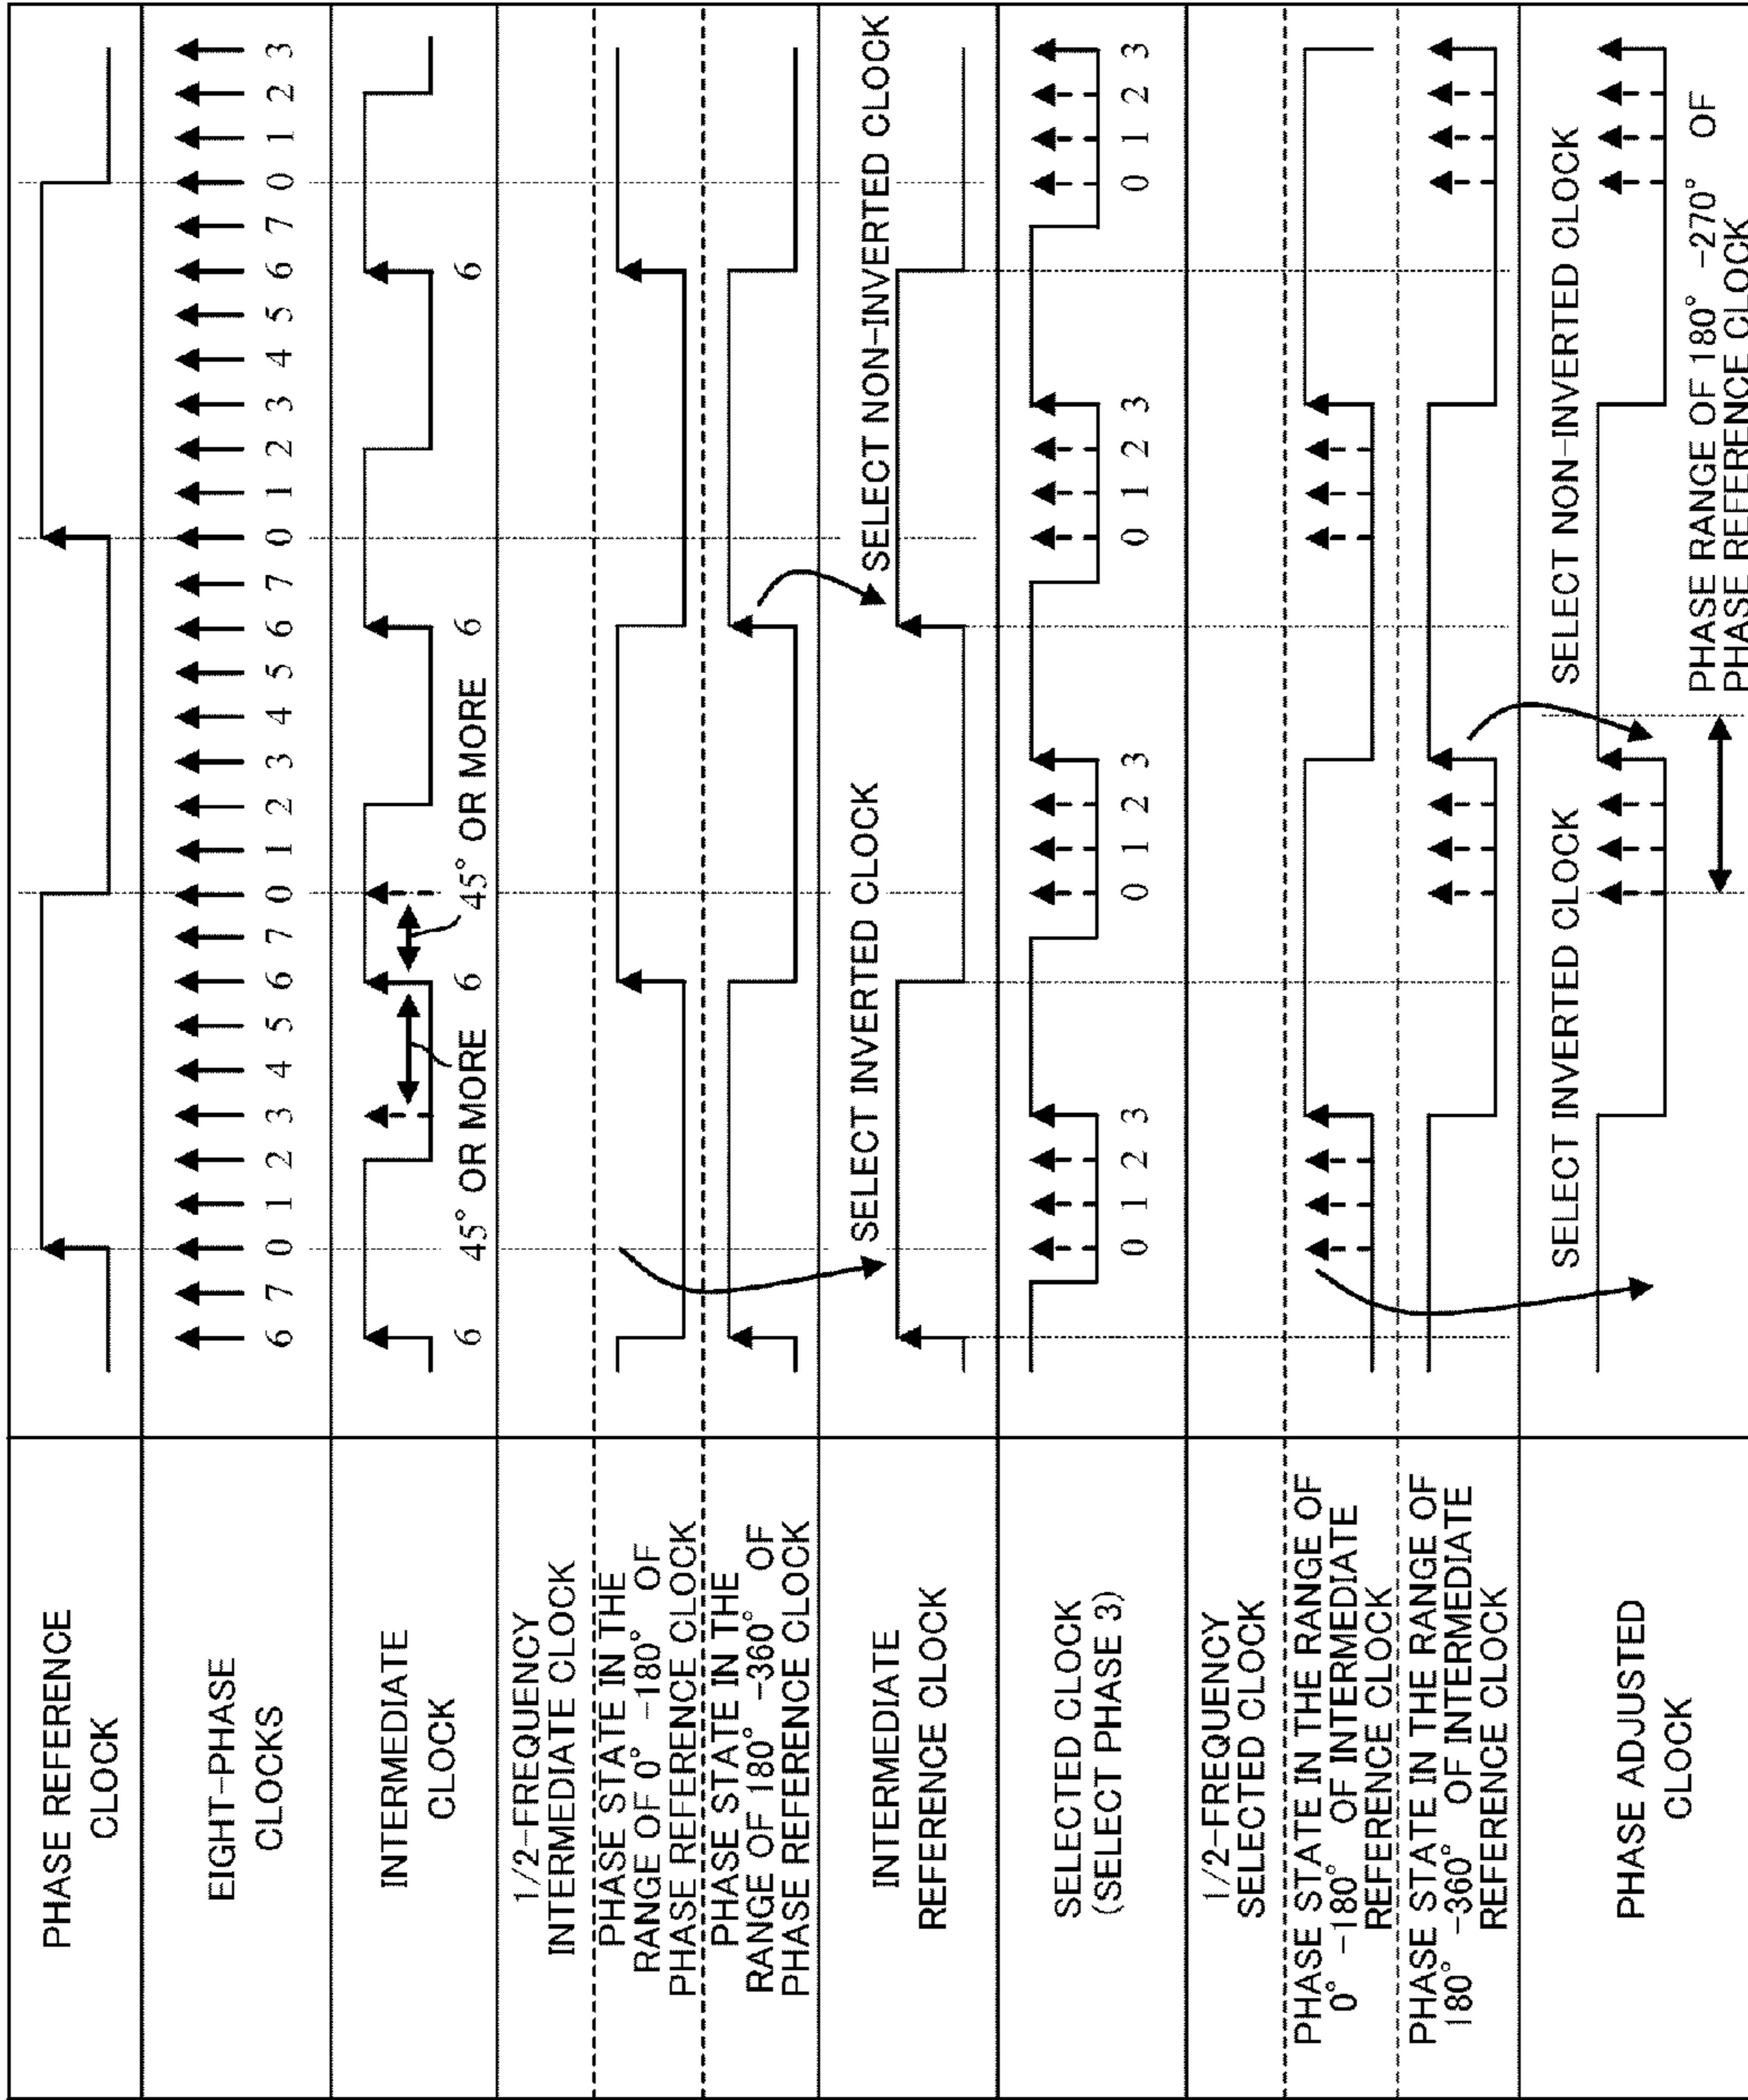 PHASE REFERENCE
CLOCK
EIGHT-PHASE
CLOCKS
6 7 0 1 2 3 4 5 6 7 0 1 2 3 4 5 6 7 0 1 2 3 4 5 6 7 0 1 2 3
INTERMEDIATE
CLOCK
6 45° OR MORE 6 45° OR MORE 6 6
1/2-FREQUENCY
INTERMEDIATE CLOCK
PHASE STATE IN THE
RANGE OF 0° -180° OF
PHASE REFERENCE CLOCK
PHASE STATE IN THE
RANGE OF 180° -360° OF
PHASE REFERENCE CLOCK
INTERMEDIATE
REFERENCE CLOCK
SELECT INVERTED CLOCK
SELECT NON-INVERTED CLOCK
SELECTED CLOCK
(SELECT PHASE 3)
0 1 2 3 0 1 2 3 0 1 2 3 0 1 2 3
1/2-FREQUENCY
SELECTED CLOCK
PHASE STATE IN THE RANGE OF
0° -180° OF INTERMEDIATE
REFERENCE CLOCK
PHASE STATE IN THE RANGE OF
180° -360° OF INTERMEDIATE
REFERENCE CLOCK
PHASE ADJUSTED
CLOCK
SELECT INVERTED CLOCK
SELECT NON-INVERTED CLOCK
PHASE RANGE OF 180° -270° OF
PHASE REFERENCE CLOCK